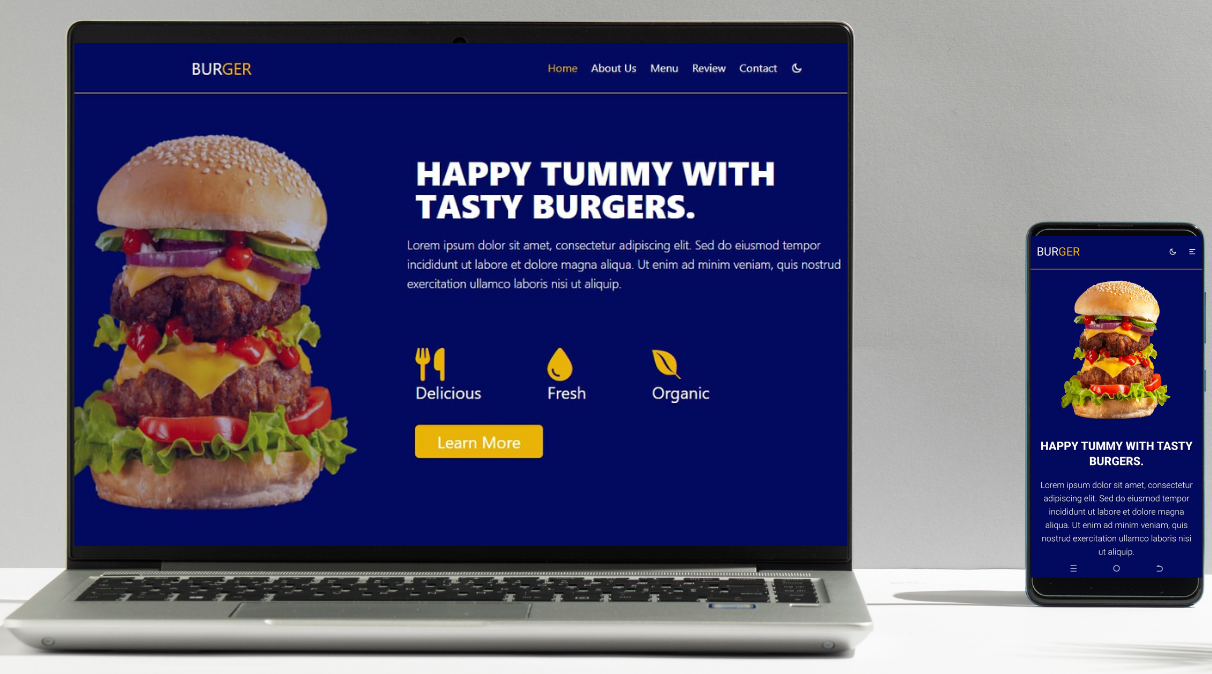 BURGER
Home About Us Menu Review Contact
HAPPY TUMMY WITH
TASTY BURGERS.
Lorem ipsum dolor sit amet, consectetur adipiscing elit. Sed do eiusmod tempor
incididunt ut labore et dolore magna aliqua. Ut enim ad minim veniam, quis nostrud
exercitation ullamco laboris nisi ut aliquip.
Delicious Fresh Organic
Learn More
BURGER
HAPPY TUMMY WITH TASTY
BURGERS.
Lorem ipsum dolor sit amet, consectetur
adipiscing elit. Sed do eiusmod tempor
incididunt ut labore et dolore magna
aliqua. Ut enim ad minim veniam, quis
nostrud exercitation ullamco laboris nisi
ut aliquip.